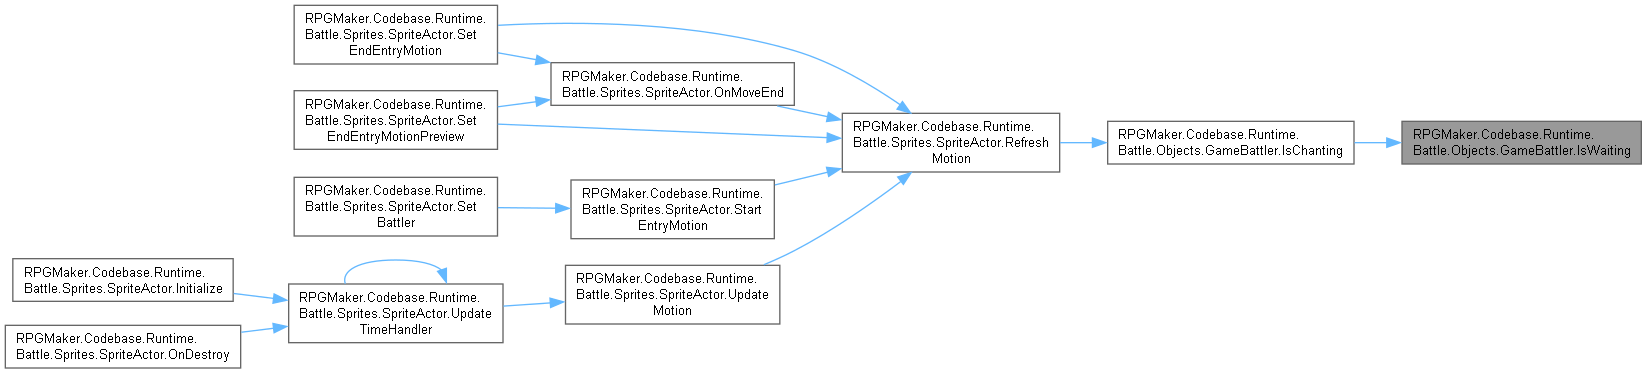 RPGMaker.Codebase.Runtime.
Battle.Sprites.SpriteActor.Set
EndEntryMotion
RPGMaker.Codebase.Runtime.
Battle.Sprites.SpriteActor.OnMoveEnd
RPGMaker.Codebase.Runtime.
Battle.Sprites.SpriteActor.Set
EndEntryMotionPreview
RPGMaker.Codebase.Runtime.
Battle.Sprites.SpriteActor.Refresh
Motion
RPGMaker.Codebase.Runtime.
Battle.Objects.GameBattler.IsChanting
RPGMaker.Codebase.Runtime.
Battle.Objects.GameBattler.IsWaiting
RPGMaker.Codebase.Runtime.
Battle.Sprites.SpriteActor.Set
Battler
RPGMaker.Codebase.Runtime.
Battle.Sprites.SpriteActor.Start
EntryMotion
RPGMaker.Codebase.Runtime.
Battle.Sprites.SpriteActor.Initialize
RPGMaker.Codebase.Runtime.
Battle.Sprites.SpriteActor.Update
TimeHandler
RPGMaker.Codebase.Runtime.
Battle.Sprites.SpriteActor.Update
Motion
RPGMaker.Codebase.Runtime.
Battle.Sprites.SpriteActor.OnDestroy